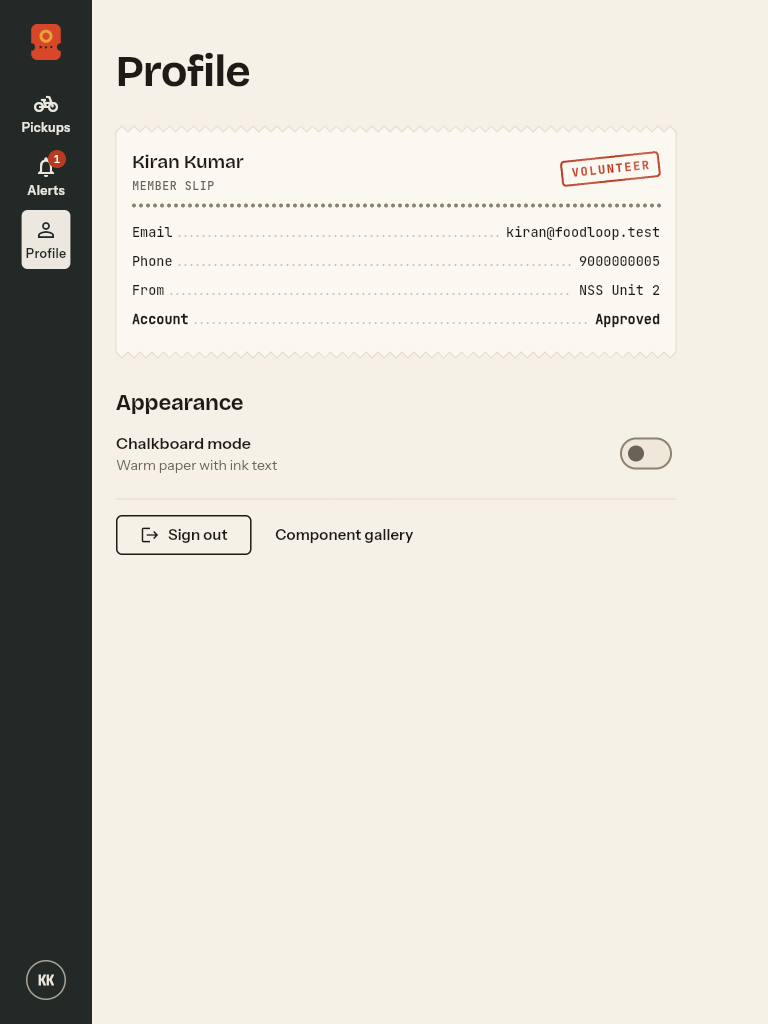 Pickups
1
Alerts
Profile
KK
Profile
Kiran Kumar
MEMBER SLIP
VOLUNTEER
Email kiran@foodloop.test
Phone 9000000005
From NSS Unit 2
Account Approved
Appearance
Chalkboard mode
Warm paper with ink text
Sign out
Component gallery